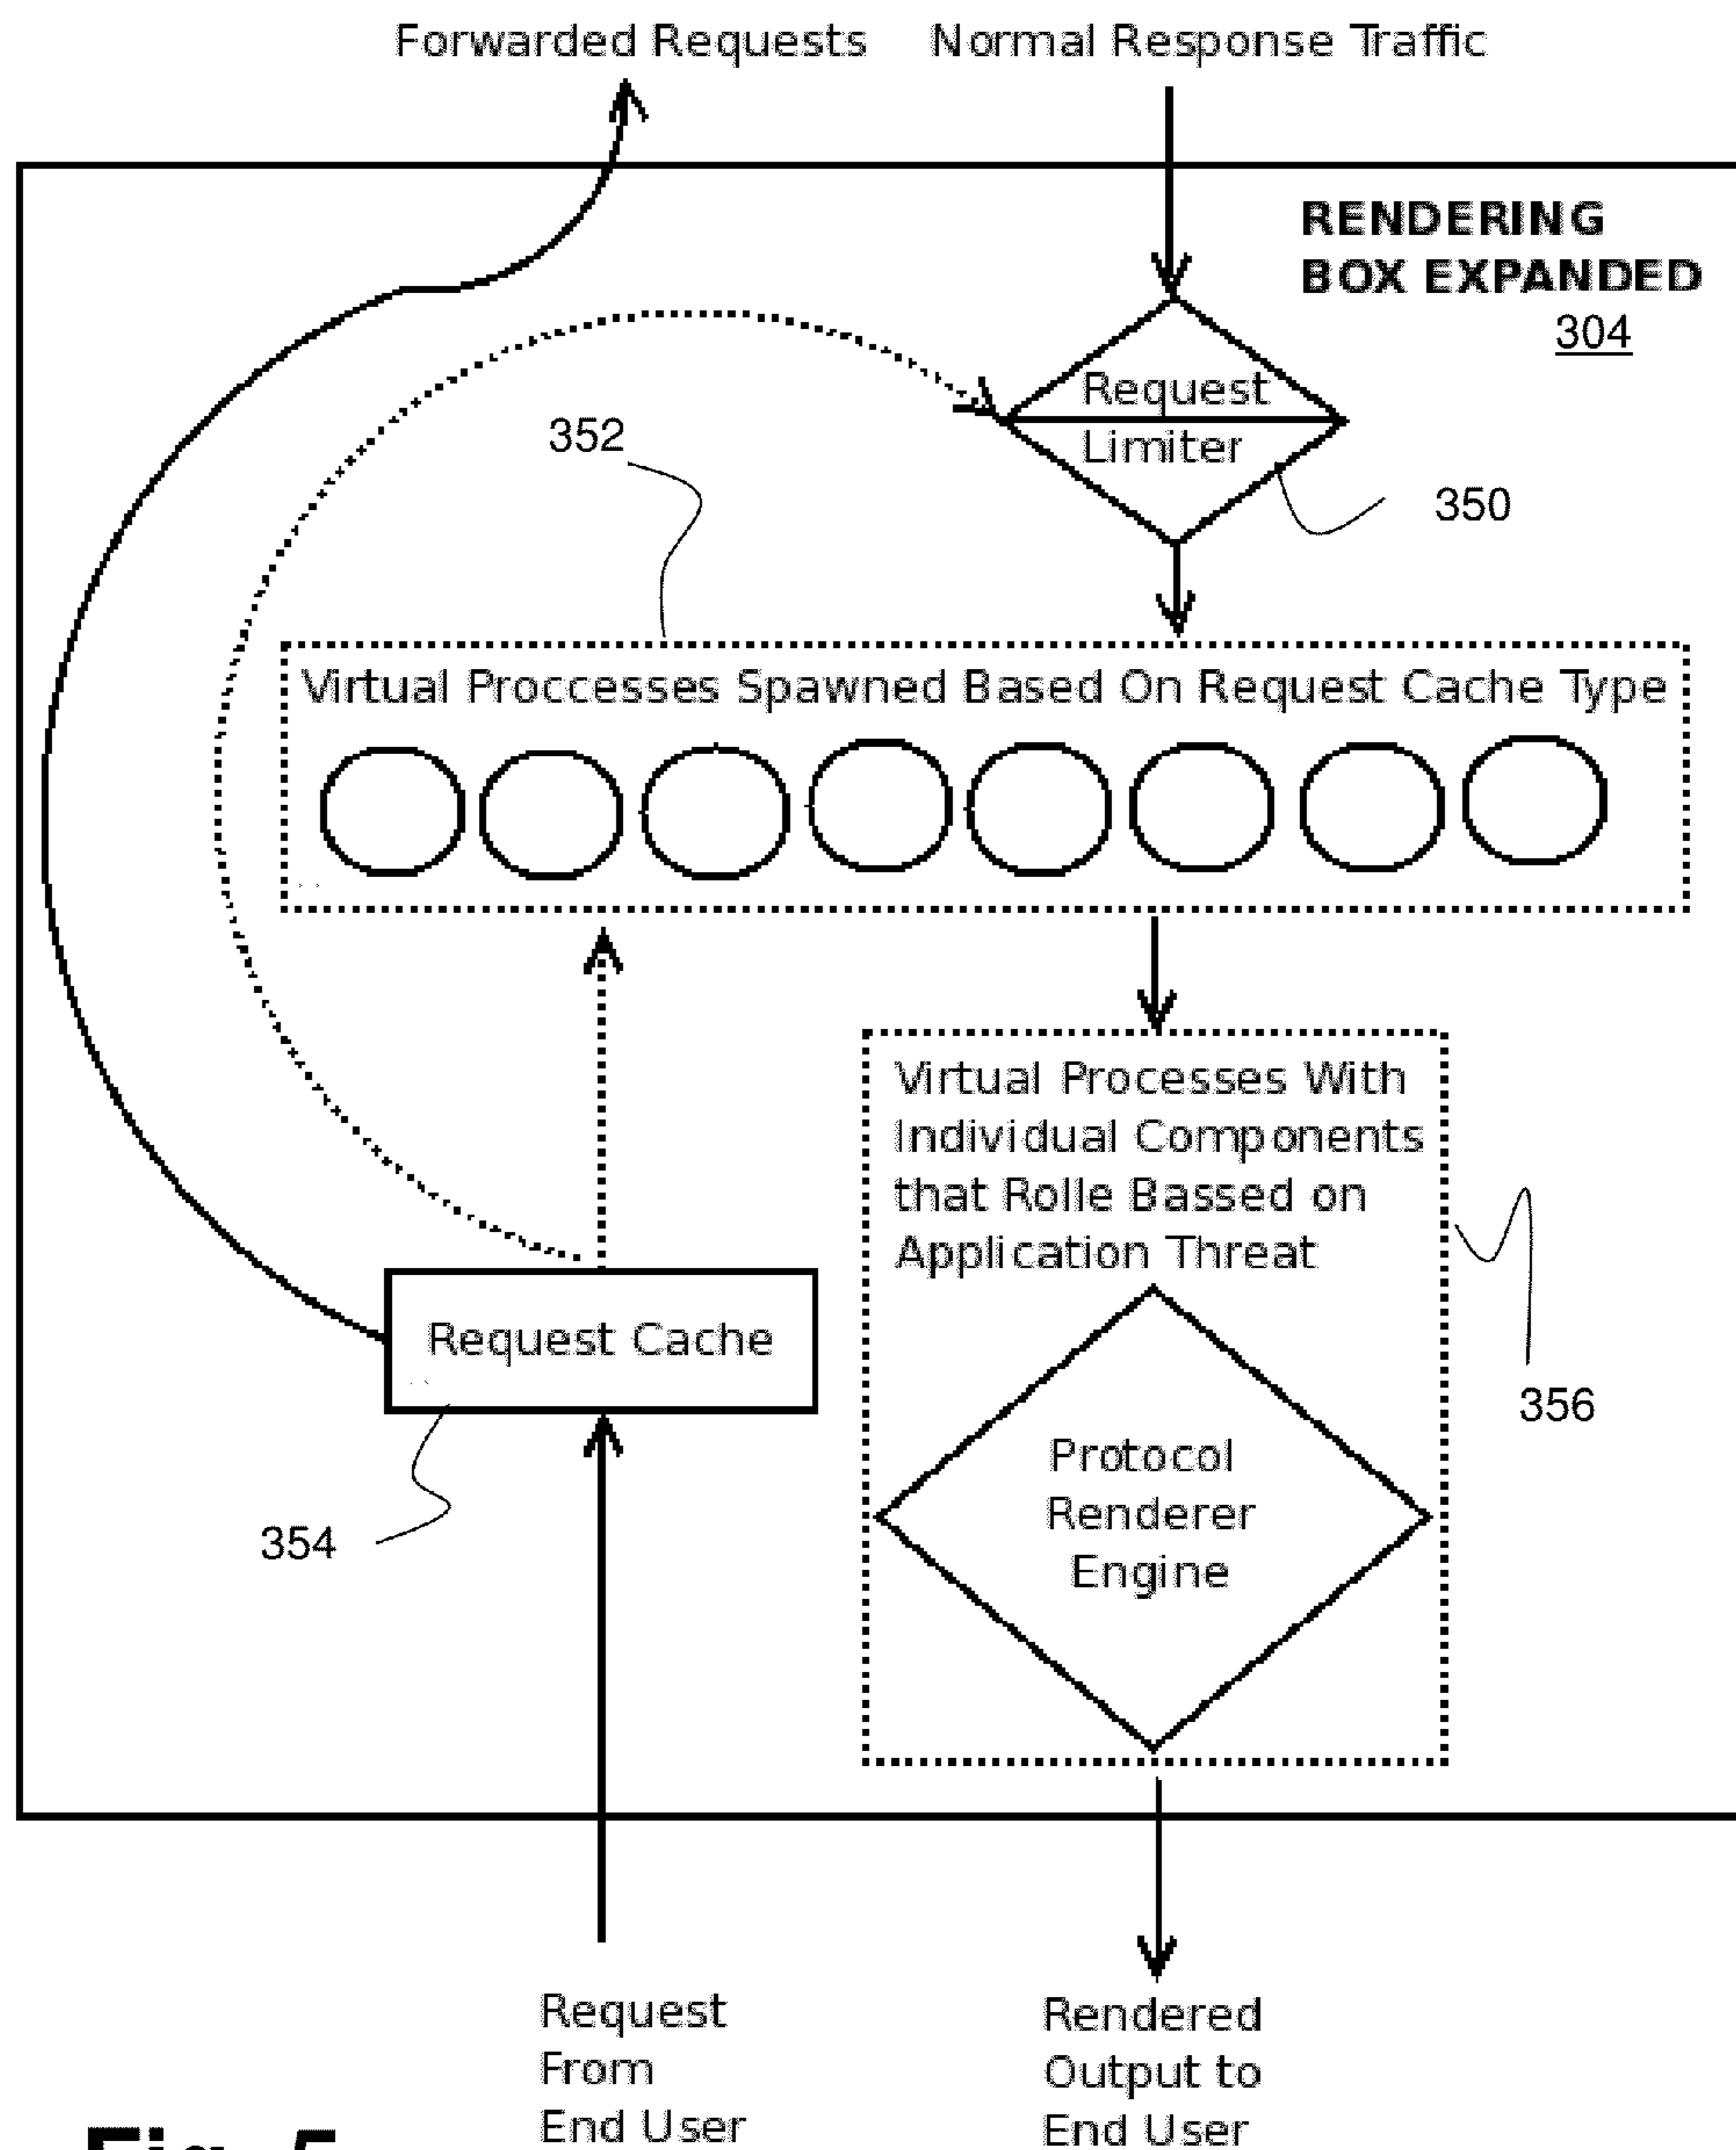 Forwarded Requests
Normal Response Traffic
RENDERING
BOX EXPANDED
304
Request
Limiter
352
350
Virtual Proccesses Spawned Based On Request Cache Type
Virtual Processes With
Individual Components
that Rolle Bassed on
Application Threat
Request Cache
356
Protocol
Renderer
Engine
354
Request
From
End User
Rendered
Output to
End User